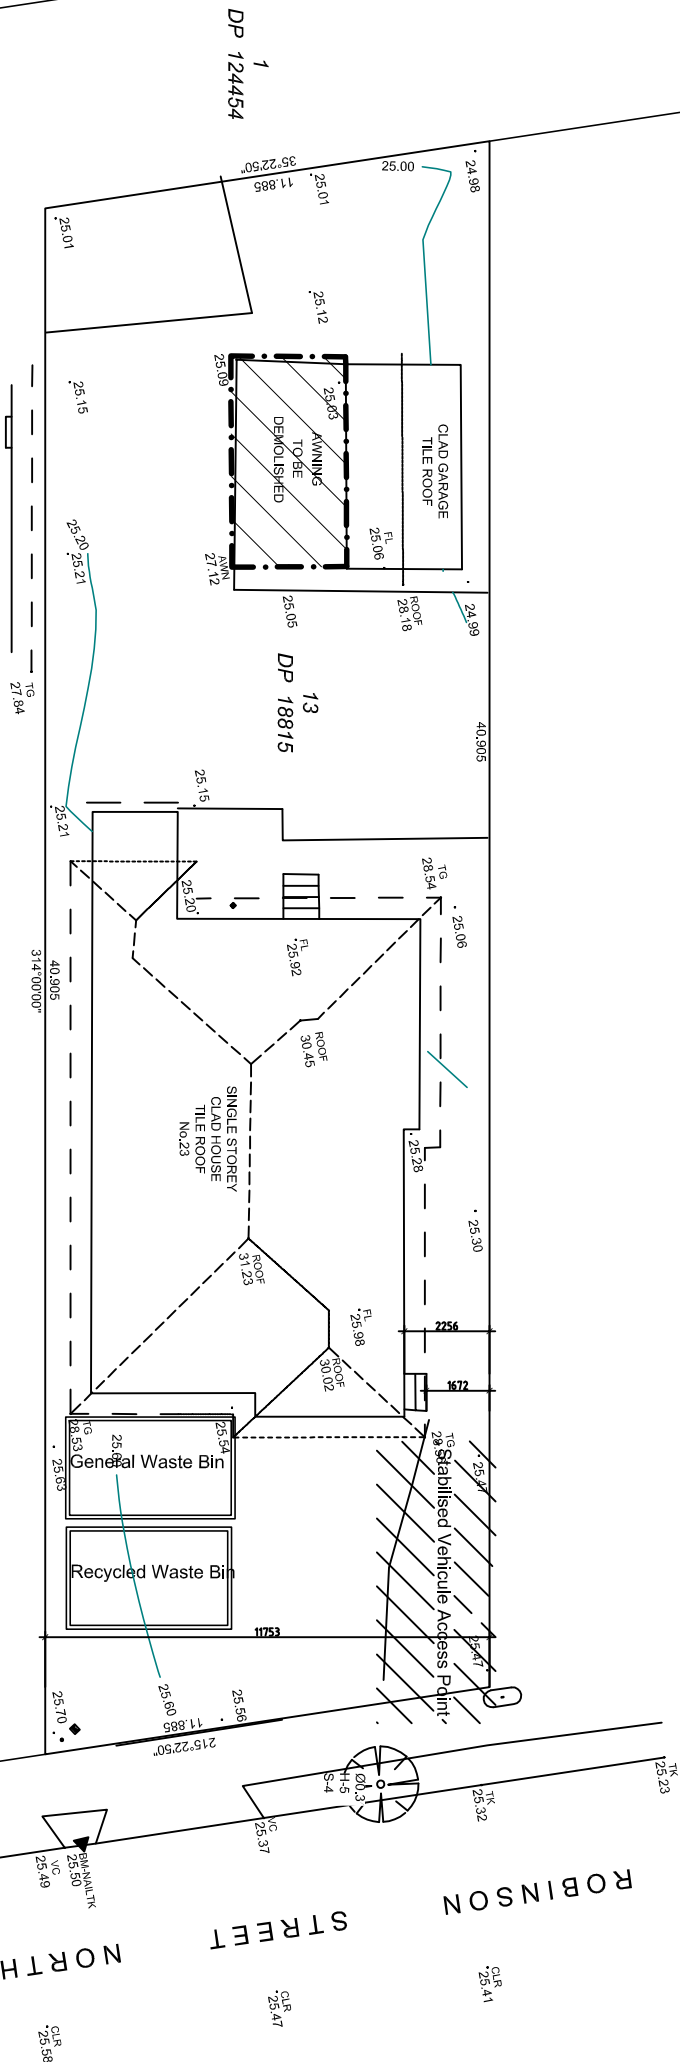 1
DP 124454
35°22'50"
11.885
25.01
25.00
24.98
25.01
25.12
25.15
25.09
25.03
AWNING
TO BE
DEMOLISHED
CLAD GARAGE
TILE ROOF
FL
25.06
AWN
27.12
25.20
25.21
25.05
ROOF
28.18
24.99
TG
27.84
13
DP 18815
40.905
25.15
25.21
TG
28.54
25.20
25.06
FL
25.92
40.905
314°00'00"
ROOF
30.45
SINGLE STOREY
CLAD HOUSE
TILE ROOF
No.23
25.28
25.30
ROOF
31.23
FL
25.98
2256
ROOF
30.02
1672
TG
28.53
25.54
TG
25.63
General Waste Bin
25.47
Stabilised Vehicule Access Point
Recycled Waste Bin
11753
25.47
25.70
25.60
25.56
11.885
215°22'50"
Ø0.3
H-5
S-4
TK
25.32
TK
25.23
VC
25.37
BM-NAILTK
25.50
VC
25.49
ROBINSON
STREET
NORTH
CLR
25.41
CLR
25.47
CLR
25.58